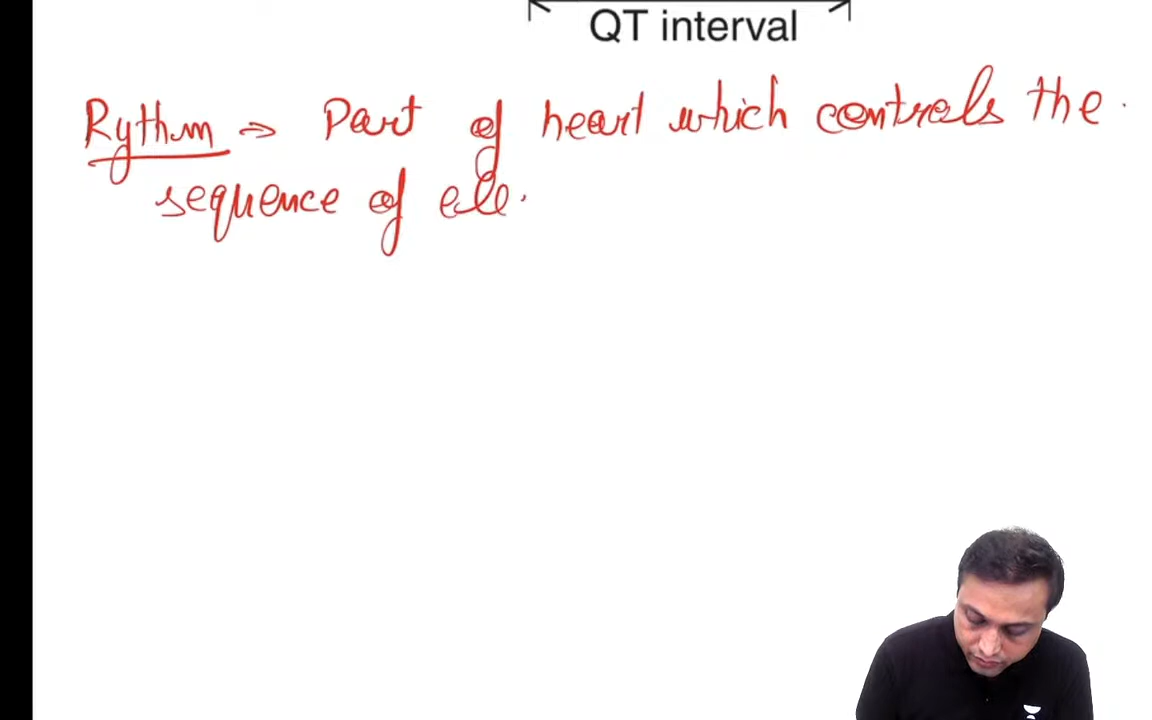 QT interval
Rythm ⇒ Part of heart which controls the
sequence of ele.